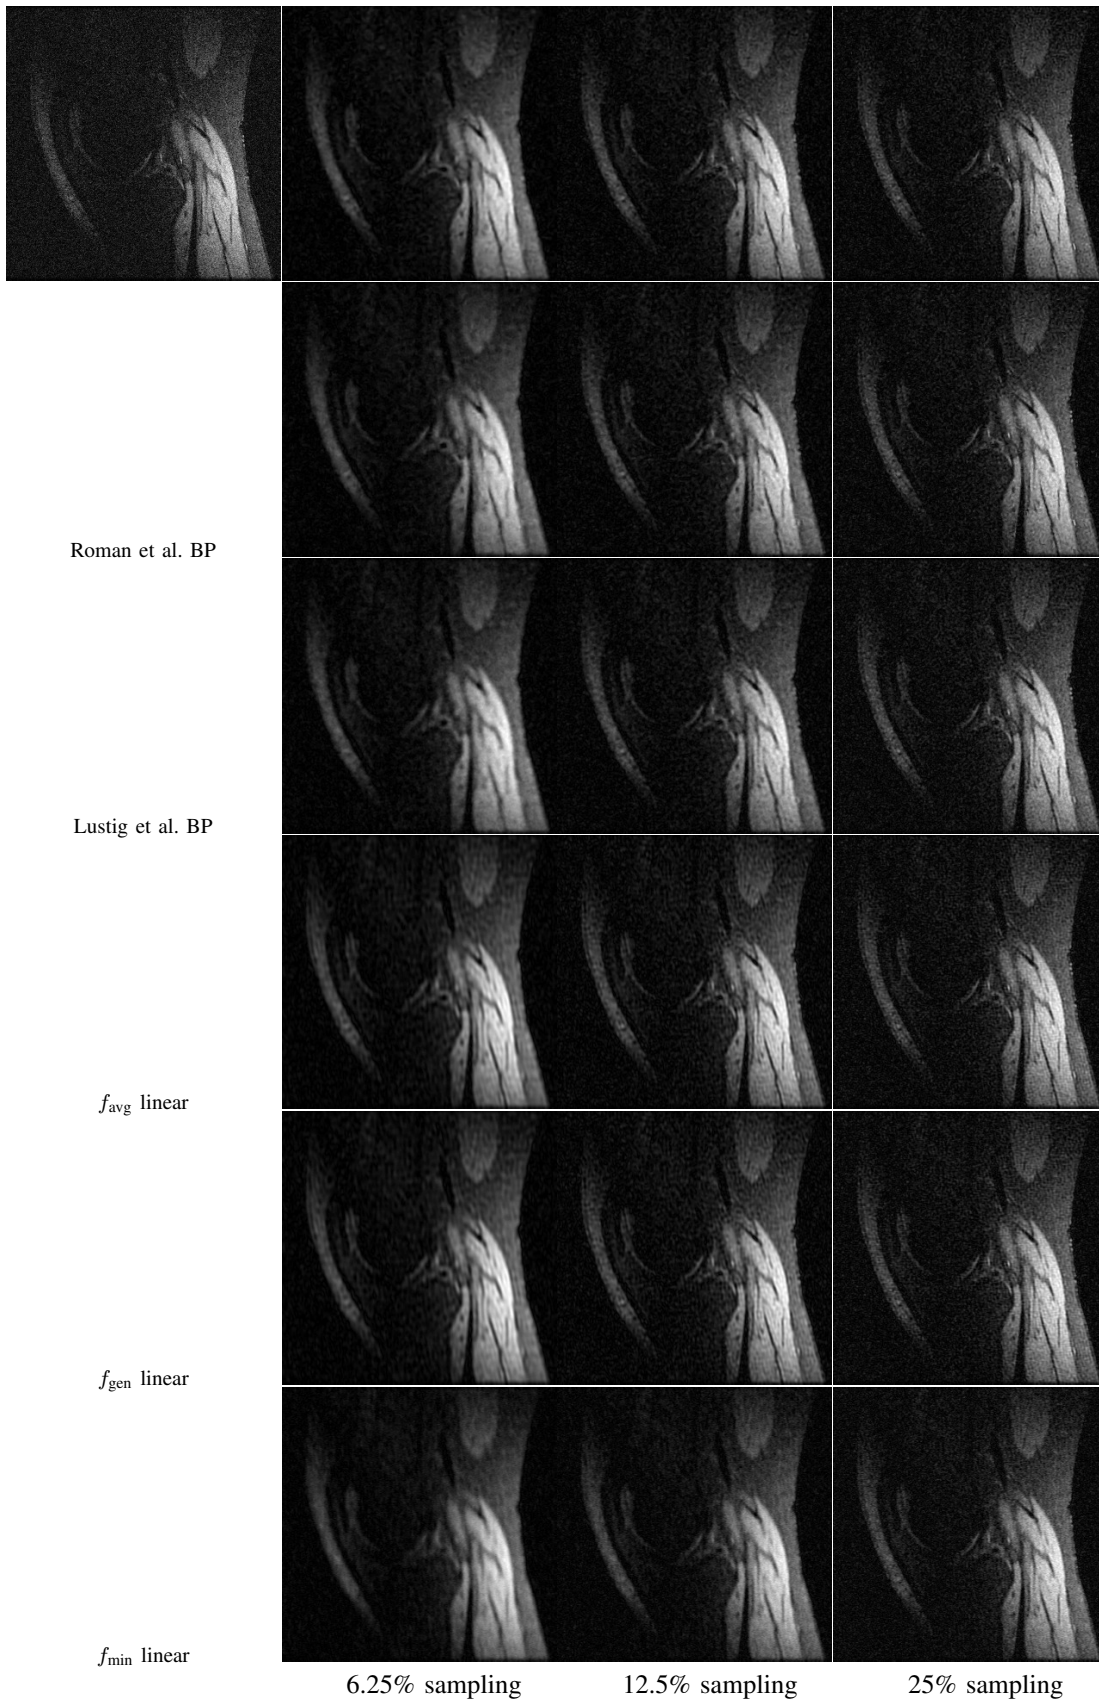 Roman et al. BP
Lustig et al. BP
f_avg linear
f_gen linear
f_min linear
6.25% sampling 12.5% sampling 25% sampling